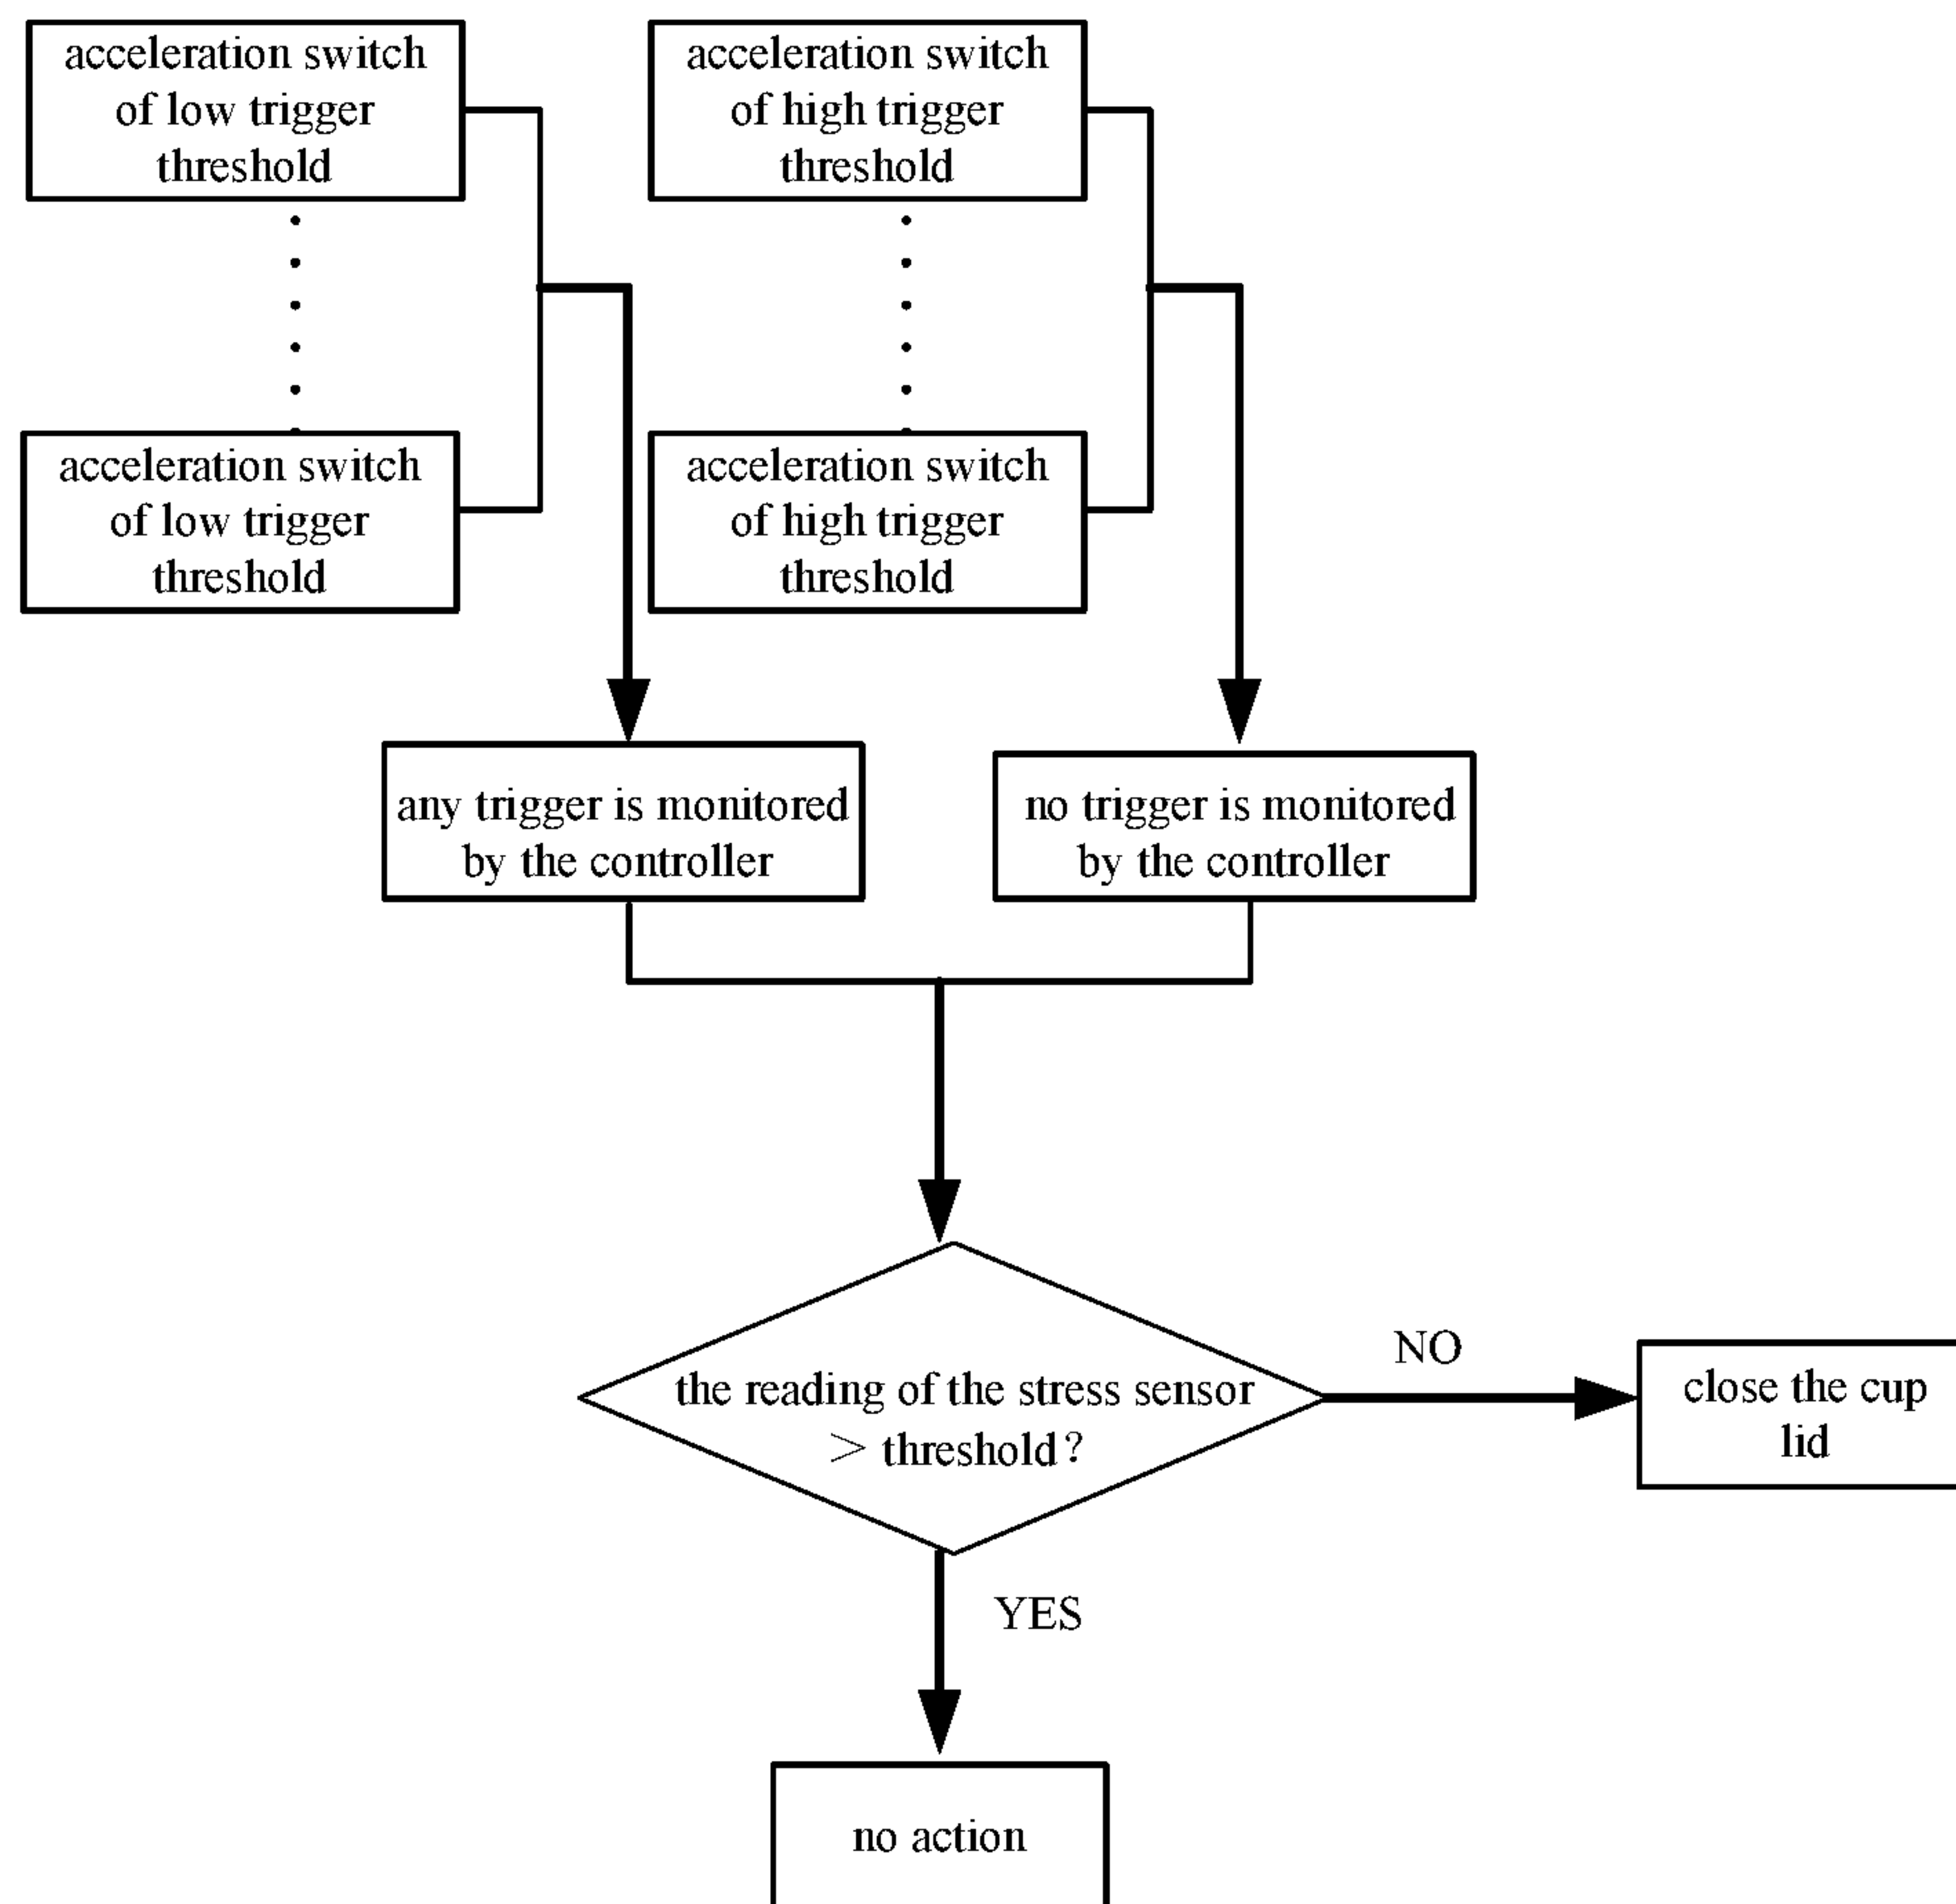 acceleration switch
of low trigger
threshold
acceleration switch
of high trigger
threshold
acceleration switch
of low trigger
threshold
acceleration switch
of high trigger
threshold
any trigger is monitored
by the controller
no trigger is monitored
by the controller
the reading of the stress sensor
> threshold?
NO
close the cup
lid
YES
no action